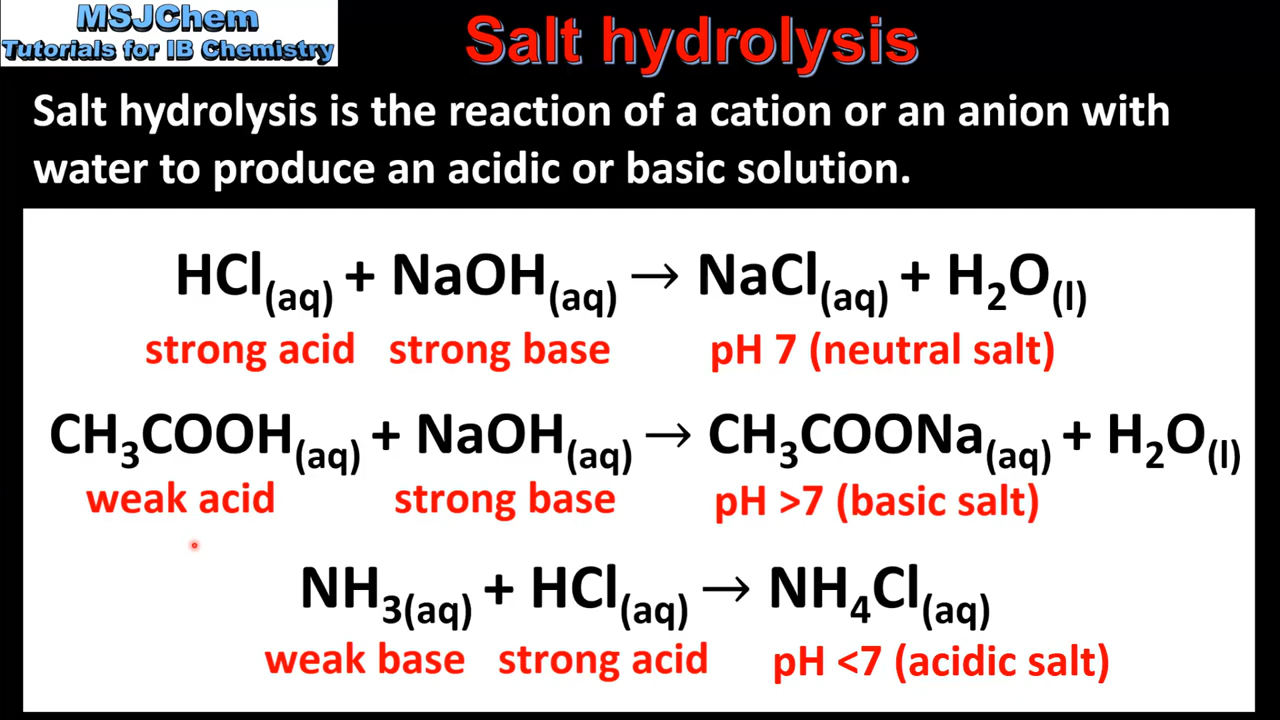 MSJChem
Tutorials for IB Chemistry
Salt hydrolysis
Salt hydrolysis is the reaction of a cation or an anion with
water to produce an acidic or basic solution.
HCl(aq) + NaOH(aq) → NaCl(aq) + H₂O(l)
strong acid strong base pH 7 (neutral salt)
CH₃COOH(aq) + NaOH(aq) → CH₃COONa(aq) + H₂O(l)
weak acid strong base pH >7 (basic salt)
NH₃(aq) + HCl(aq) → NH₄Cl(aq)
weak base strong acid pH <7 (acidic salt)